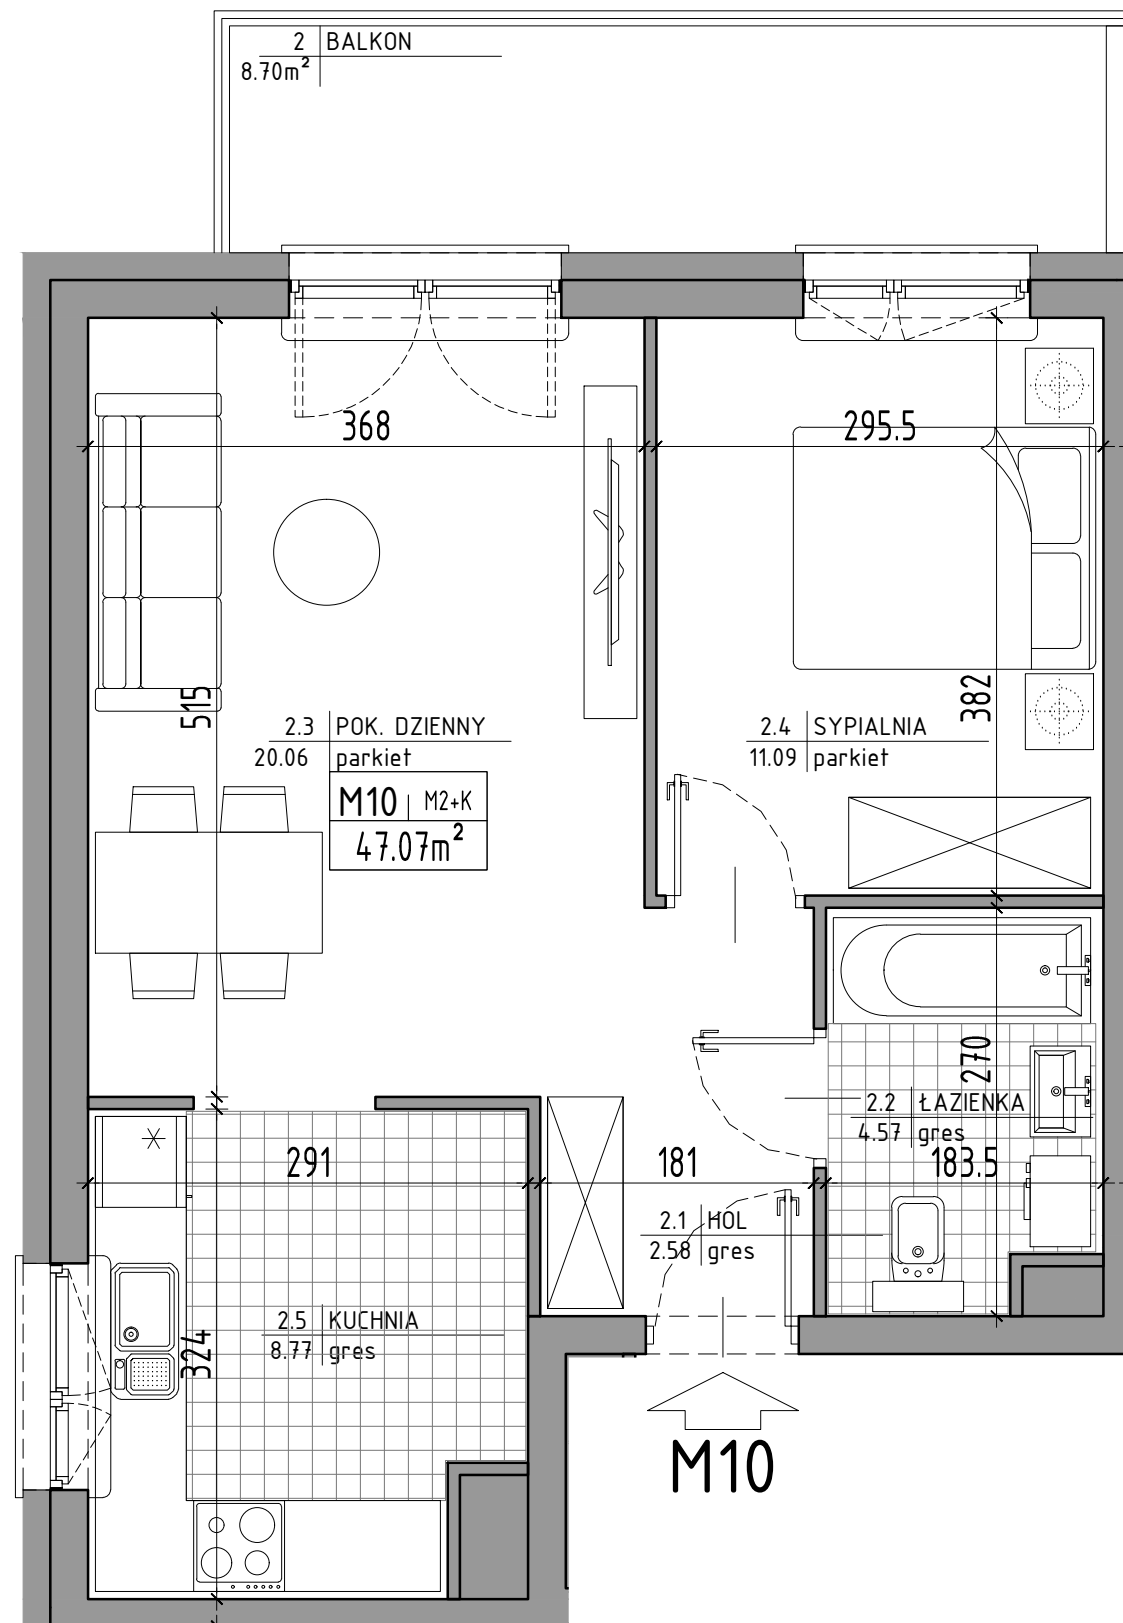 2 BALKON
8.70m²
368
295.5
515
382
2.3 POK. DZIENNY
20.06 parkiet
2.4 SYPIALNIA
11.09 parkiet
M10 M2+K
47.07m²
270
2.2 ŁAZIENKA
4.57 gres
291
181
183.5
2.1 HOL
2.58 gres
2.5 KUCHNIA
8.77 gres
324
M10